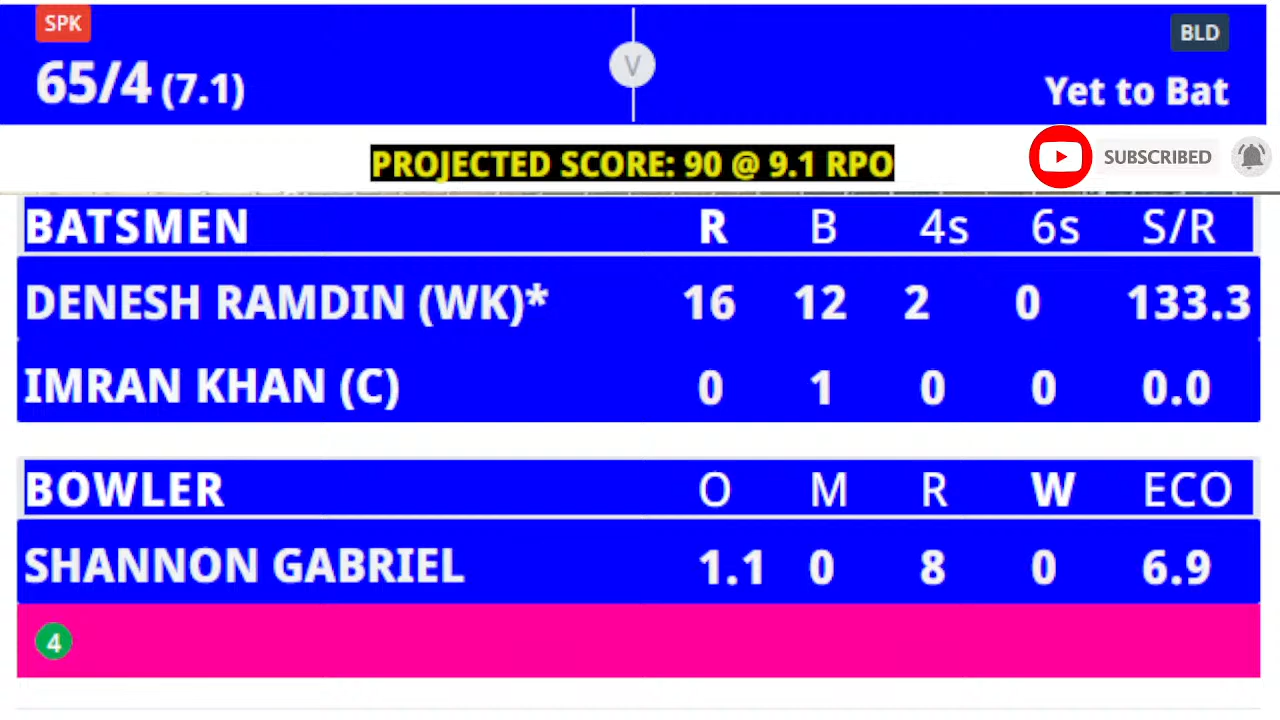 SPK
BLD
65/4 (7.1)
V
Yet to Bat
PROJECTED SCORE: 90 @ 9.1 RPO
SUBSCRIBED
BATSMEN R B 4s 6s S/R
DENESH RAMDIN (WK)* 16 12 2 0 133.3
IMRAN KHAN (C) 0 1 0 0 0.0
BOWLER O M R W ECO
SHANNON GABRIEL 1.1 0 8 0 6.9
4